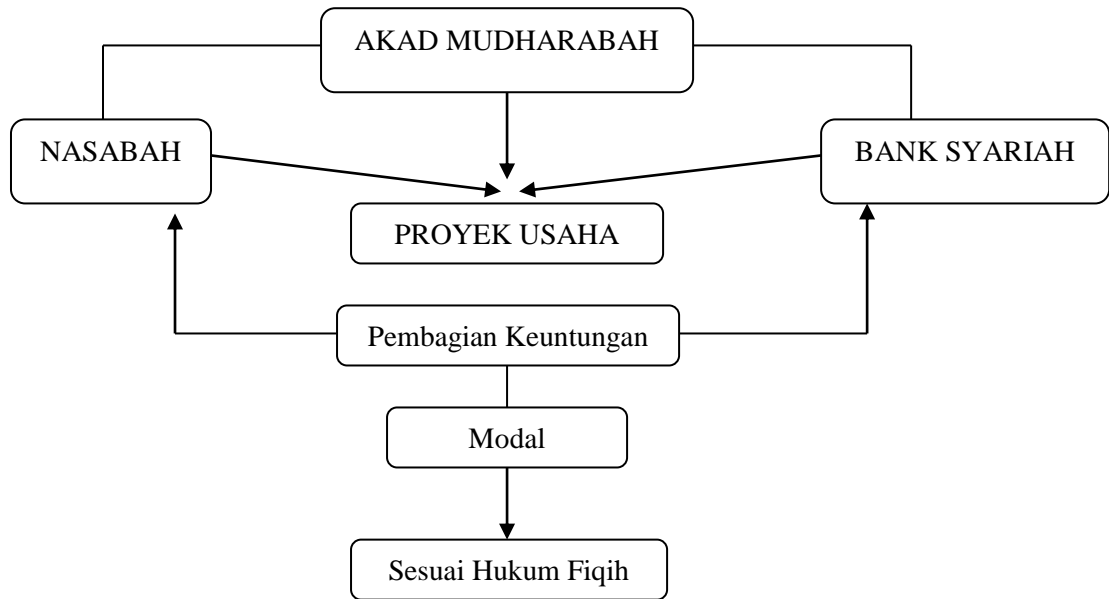 AKAD MUDHARABAH
NASABAH
BANK SYARIAH
PROYEK USAHA
Pembagian Keuntungan
Modal
Sesuai Hukum Fiqih